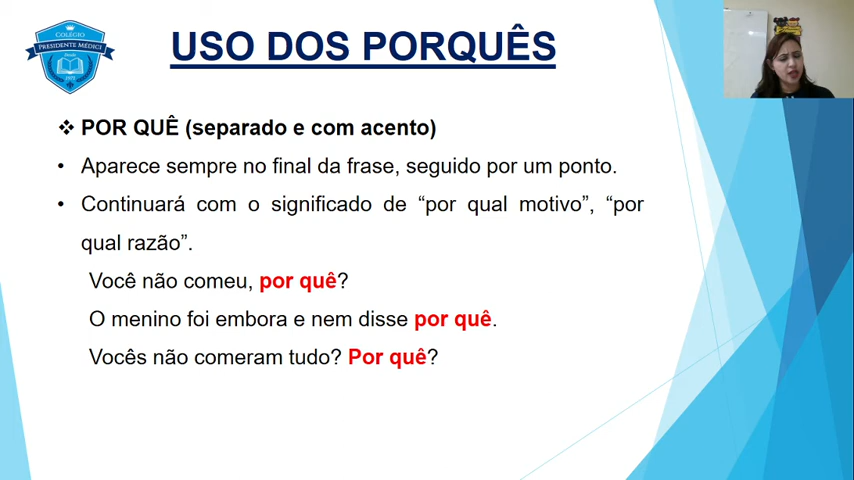 COLÉGIO
PRESIDENTE MÉDICI
USO DOS PORQUÊS
❖ POR QUÊ (separado e com acento)
• Aparece sempre no final da frase, seguido por um ponto.
• Continuará com o significado de “por qual motivo”, “por
qual razão”.
Você não comeu, por quê?
O menino foi embora e nem disse por quê.
Vocês não comeram tudo? Por quê?